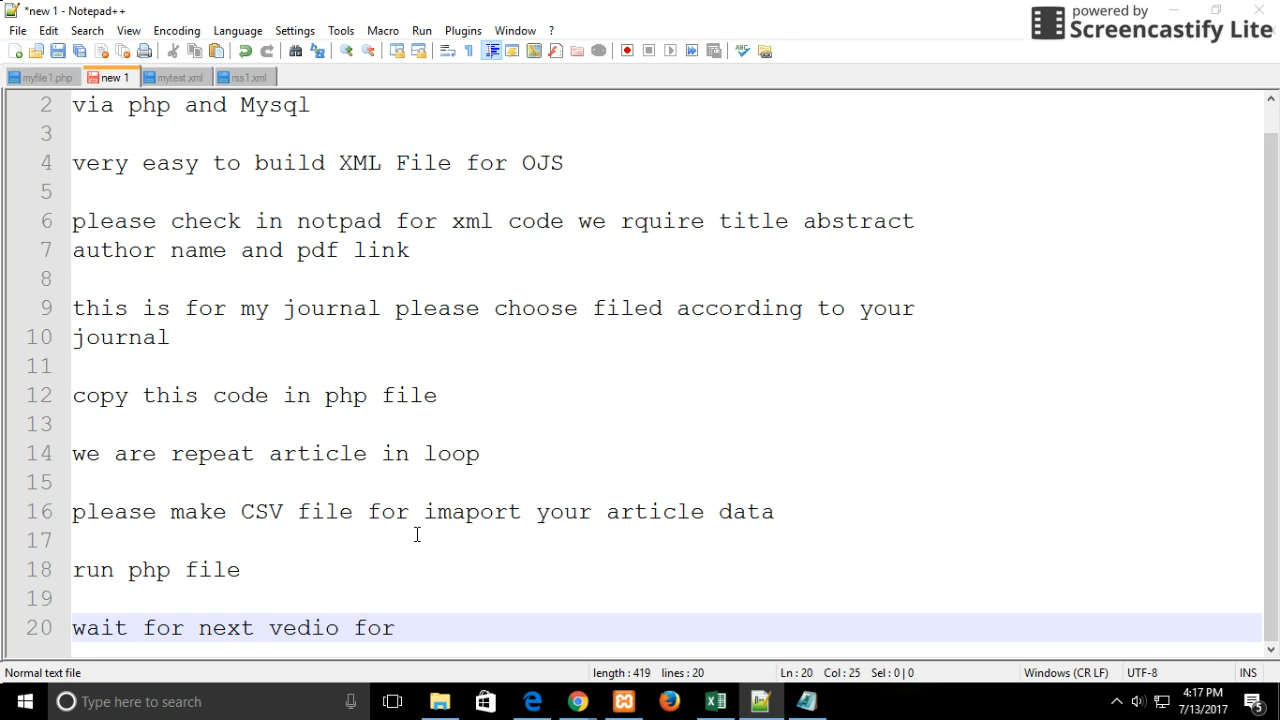 *new 1 - Notepad++
powered by
Screencastify Lite
File Edit Search View Encoding Language Settings Tools Macro Run Plugins Window ?
myfile1.php new 1 mytest.xml rss1.xml
2 via php and Mysql
3
4 very easy to build XML File for OJS
5
6 please check in notpad for xml code we rquire title abstract
7 author name and pdf link
8
9 this is for my journal please choose filed according to your
10 journal
11
12 copy this code in php file
13
14 we are repeat article in loop
15
16 please make CSV file for imaport your article data
17
18 run php file
19
20 wait for next vedio for
Normal text file length : 419 lines : 20 Ln : 20 Col : 25 Sel : 0 | 0 Windows (CR LF) UTF-8 INS
Type here to search
4:17 PM
7/13/2017
5